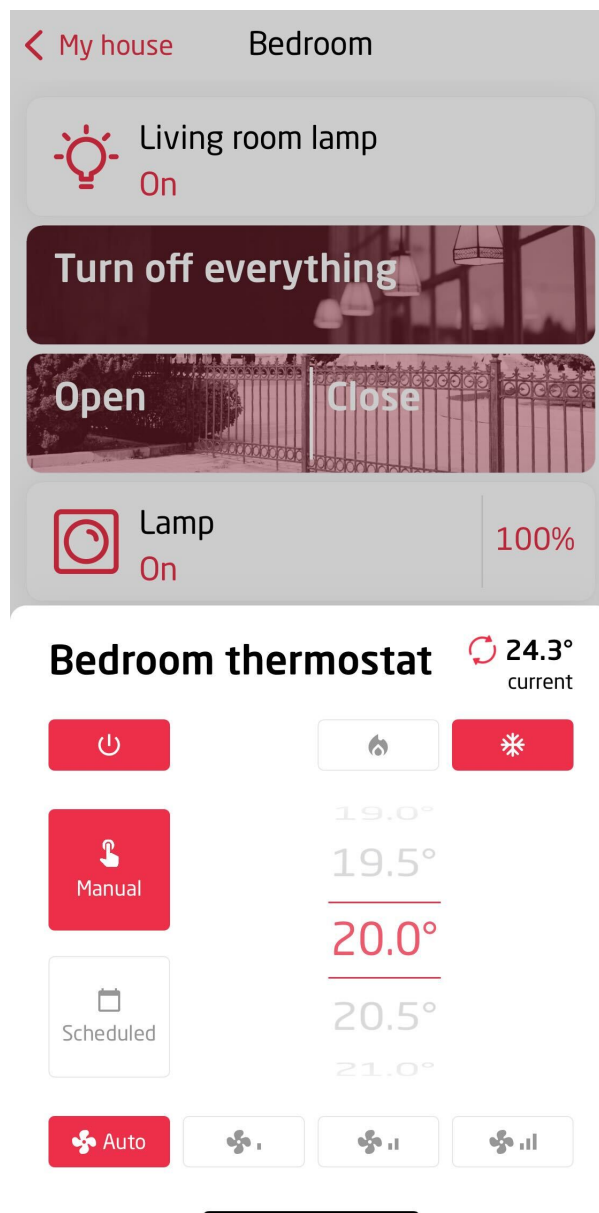 My house
Bedroom
Living room lamp
On
Turn off everything
Open
Close
Lamp
On
100%
Bedroom thermostat
24.3°
current
19.0°
19.5°
Manual
20.0°
20.5°
Scheduled
21.0°
Auto